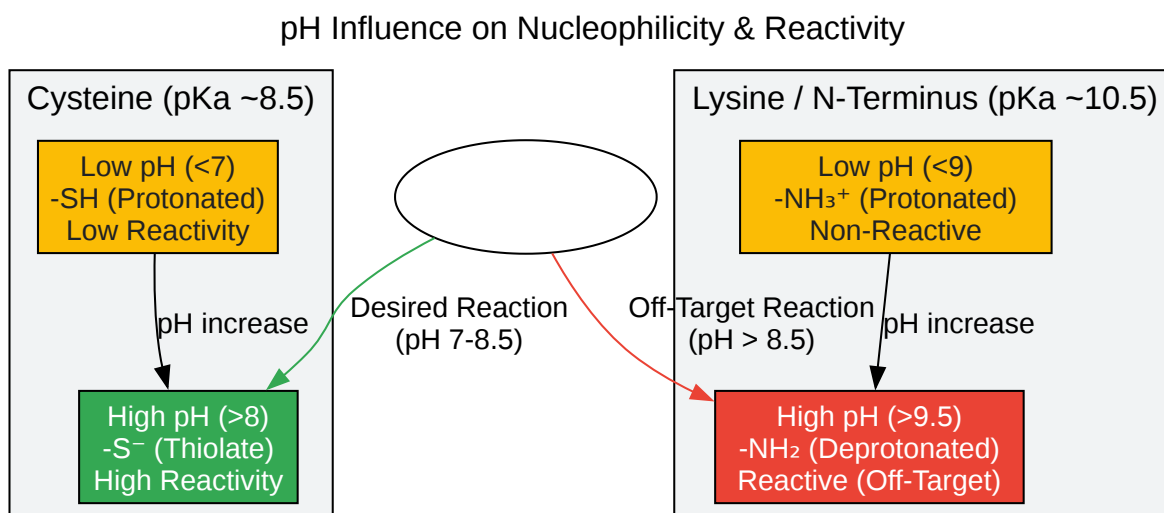 pH Influence on Nucleophilicity & Reactivity
Cysteine (pKa ~8.5)
Low pH (<7)
-SH (Protonated)
Low Reactivity
pH increase
High pH (>8)
-S⁻ (Thiolate)
High Reactivity
Desired Reaction
(pH 7-8.5)
Off-Target Reaction
(pH > 8.5)
Lysine / N-Terminus (pKa ~10.5)
Low pH (<9)
-NH₃⁺ (Protonated)
Non-Reactive
pH increase
High pH (>9.5)
-NH₂ (Deprotonated)
Reactive (Off-Target)